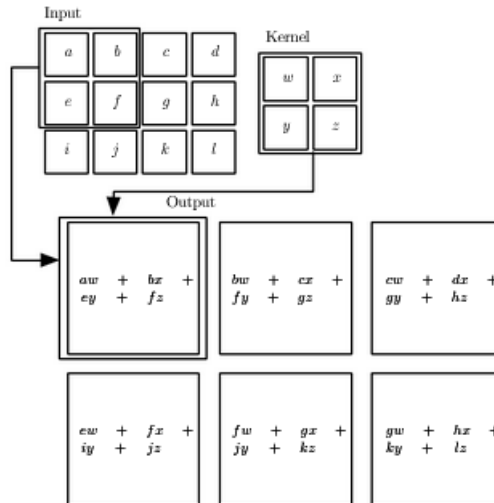 Input
Kernel
a b c d
w x
e f g h
y z
i j k l
Output
aw + bx +
ey + fz
bw + cx +
fy + gz
cw + dx +
gy + hz
ew + fx +
iy + jz
fw + gx +
jy + kz
gw + hx +
ky + lz